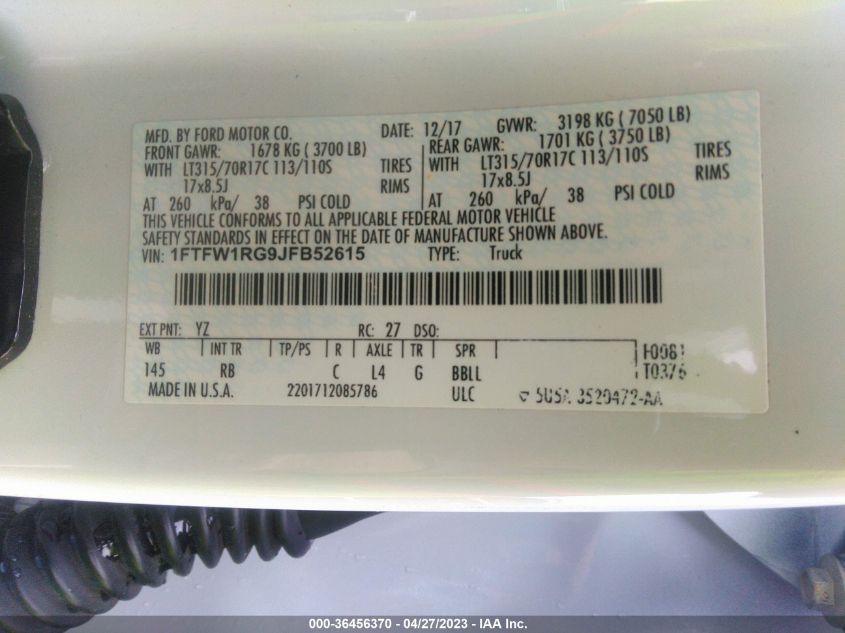 MFD. BY FORD MOTOR CO. DATE: 12/17 GVWR: 3198 KG ( 7050 LB)
FRONT GAWR: 1678 KG ( 3700 LB) REAR GAWR: 1701 KG ( 3750 LB)
WITH LT315/70R17C 113/110S TIRES WITH LT315/70R17C 113/110S TIRES
17x8.5J RIMS 17x8.5J RIMS
AT 260 kPa/ 38 PSI COLD AT 260 kPa/ 38 PSI COLD
THIS VEHICLE CONFORMS TO ALL APPLICABLE FEDERAL MOTOR VEHICLE
SAFETY STANDARDS IN EFFECT ON THE DATE OF MANUFACTURE SHOWN ABOVE.
VIN: 1FTFW1RG9JFB52615 TYPE: Truck
EXT PNT: YZ RC: 27 DSO:
WB INT TR TP/PS R AXLE TR SPR
145 RB C L4 G BBLL T0376
MADE IN U.S.A. 2201712085786 ULC
000-36456370 - 04/27/2023 - IAA Inc.